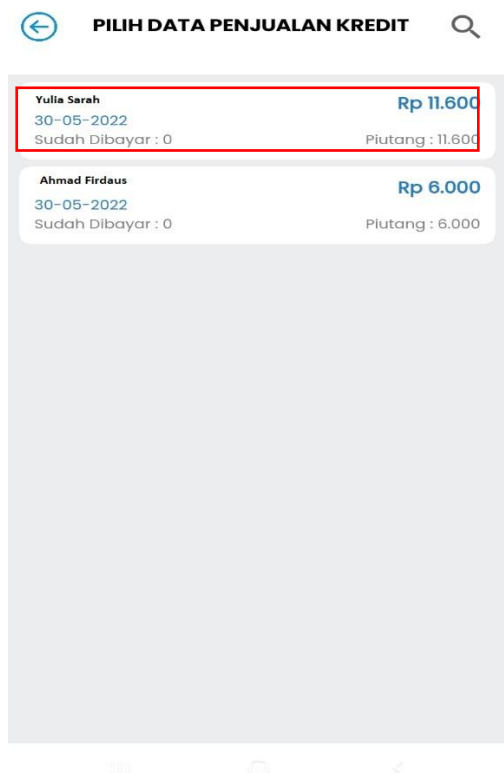 PILIH DATA PENJUALAN KREDIT
Yulia Sarah
Rp 11.600
30-05-2022
Sudah Dibayar : 0
Piutang : 11.600
Ahmad Firdaus
Rp 6.000
30-05-2022
Sudah Dibayar : 0
Piutang : 6.000